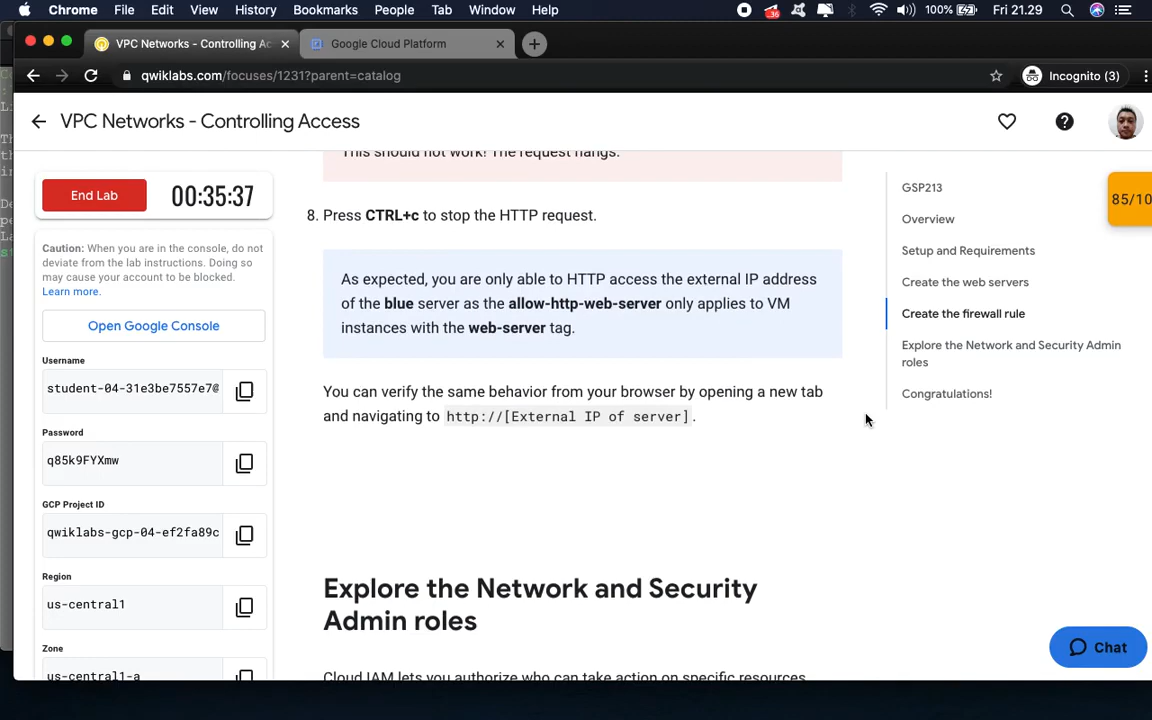 Chrome File Edit View History Bookmarks People Tab Window Help
36
100%
Fri 21.29
VPC Networks - Controlling Ac
Google Cloud Platform
qwiklabs.com/focuses/1231?parent=catalog
Incognito (3)
VPC Networks - Controlling Access
End Lab
00:35:37
Caution: When you are in the console, do not
deviate from the lab instructions. Doing so
may cause your account to be blocked.
Learn more.
Open Google Console
Username
student-04-31e3be7557e7@
Password
q85k9FYXmw
GCP Project ID
qwiklabs-gcp-04-ef2fa89c
Region
us-central1
Zone
us-central1-a
This should not work! The request hangs.
8. Press CTRL+c to stop the HTTP request.
As expected, you are only able to HTTP access the external IP address
of the blue server as the allow-http-web-server only applies to VM
instances with the web-server tag.
You can verify the same behavior from your browser by opening a new tab
and navigating to http://[External IP of server].
Explore the Network and Security
Admin roles
Cloud IAM lets you authorize who can take action on specific resources
GSP213
Overview
Setup and Requirements
Create the web servers
Create the firewall rule
Explore the Network and Security Admin
roles
Congratulations!
85/10
Chat